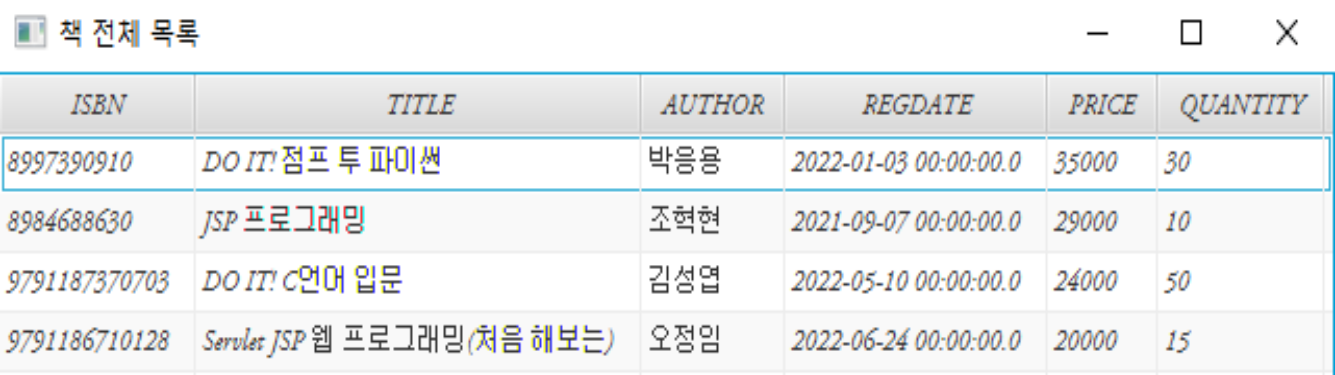 책 전체 목록
ISBN TITLE AUTHOR REGDATE PRICE QUANTITY
8997390910 DO IT! 점프 투 파이썬 박응용 2022-01-03 00:00:00.0 35000 30
8984688630 JSP 프로그래밍 조혁현 2021-09-07 00:00:00.0 29000 10
9791187370703 DO IT! C언어 입문 김성엽 2022-05-10 00:00:00.0 24000 50
9791186710128 Servlet JSP 웹 프로그래밍(처음 해보는) 오정임 2022-06-24 00:00:00.0 20000 15